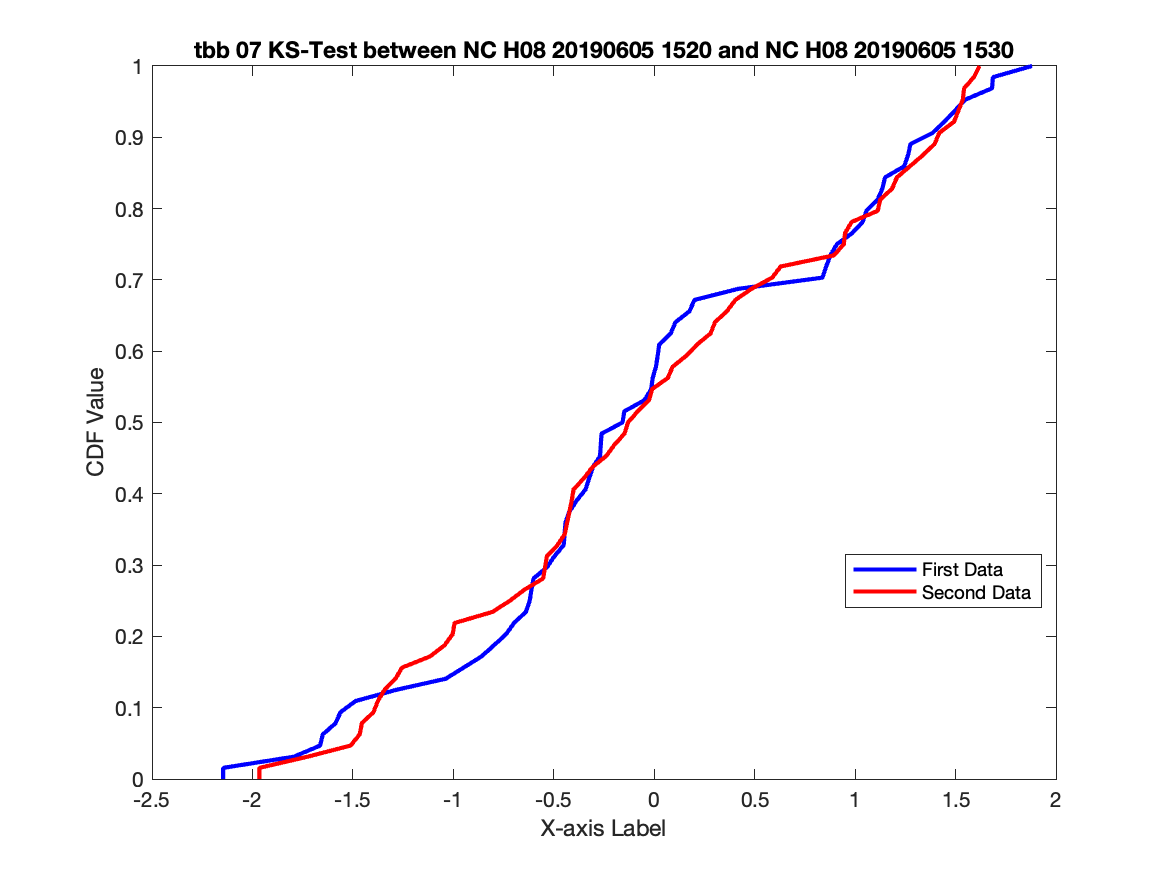 tbb 07 KS-Test between NC H08 20190605 1520 and NC H08 20190605 1530
1
0.9
0.8
0.7
0.6
0.5
0.4
0.3
0.2
0.1
0
CDF Value
First Data
Second Data
-2.5 -2 -1.5 -1 -0.5 0 0.5 1 1.5 2
X-axis Label